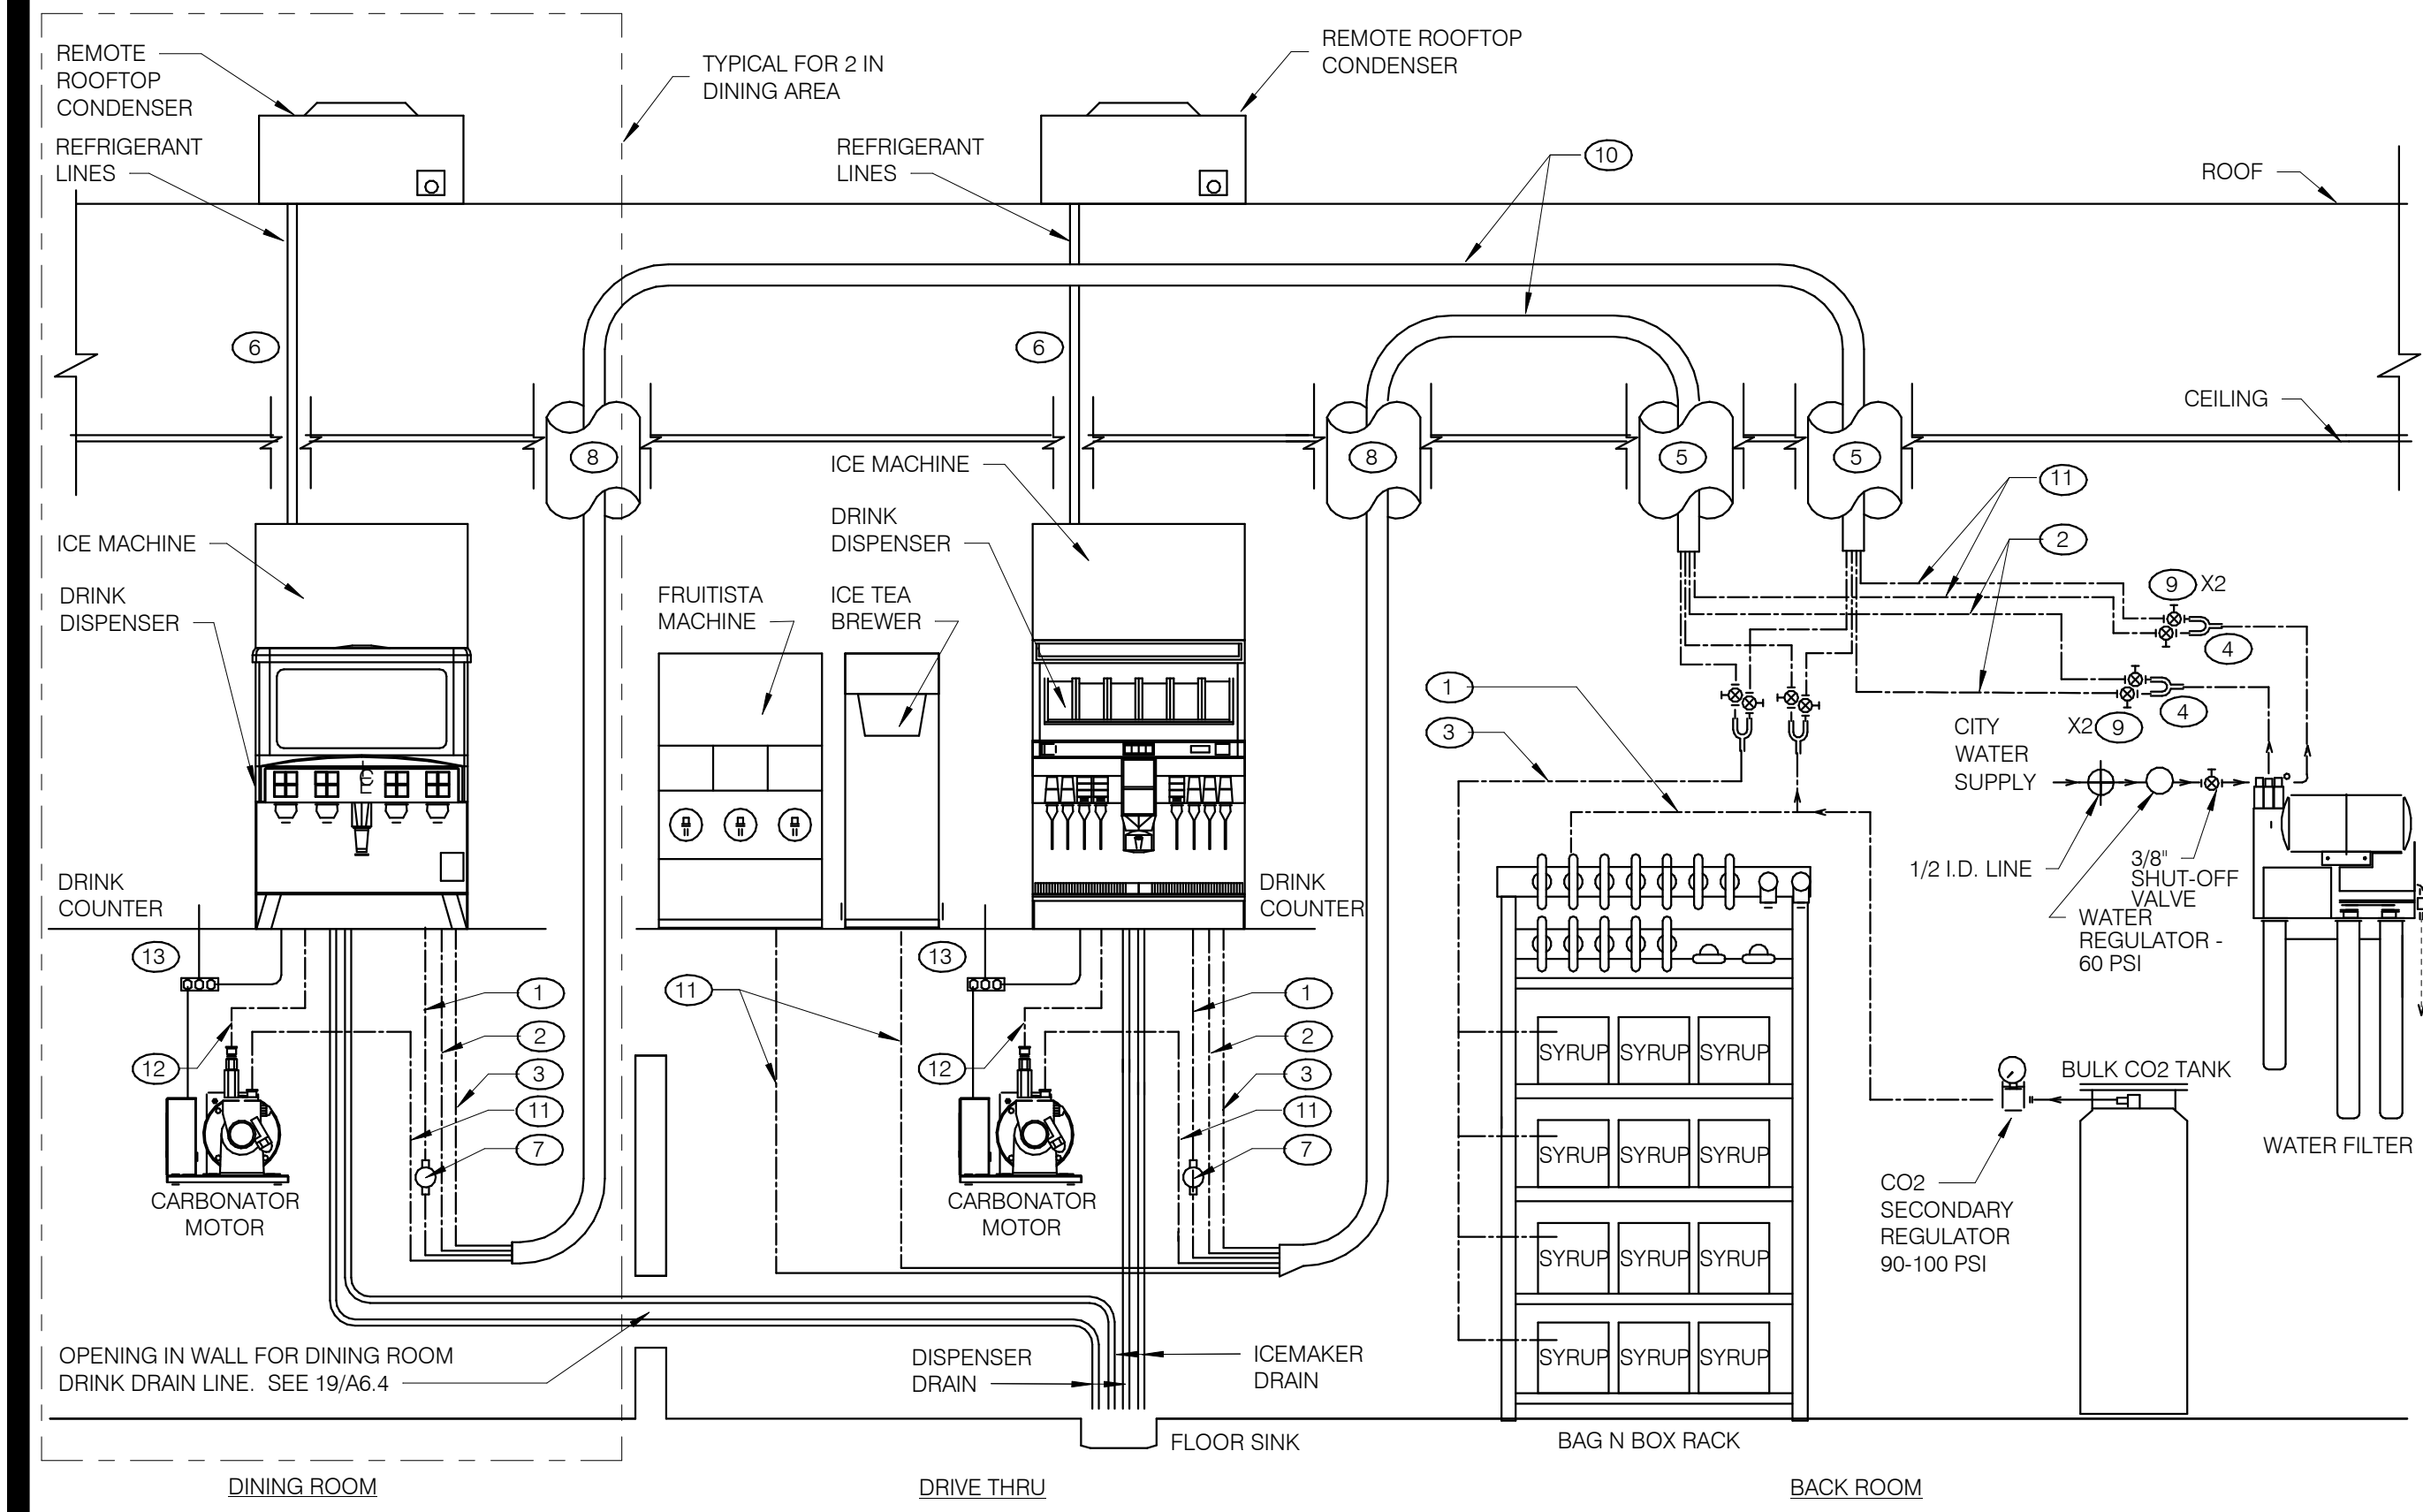 REMOTE
ROOFTOP
CONDENSER
REFRIGERANT
LINES
TYPICAL FOR 2 IN
DINING AREA
REFRIGERANT
LINES
REMOTE ROOFTOP
CONDENSER
10
ROOF
6
6
CEILING
8
8
5
5
ICE MACHINE
11
DRINK
DISPENSER
2
ICE MACHINE
DRINK
DISPENSER
FRUITISTA
MACHINE
ICE TEA
BREWER
9 X2
4
1
3
4
X2 9
CITY
WATER
SUPPLY
ICE
1/2 I.D. LINE
3/8"
SHUT-OFF
VALVE
WATER
REGULATOR -
60 PSI
DRINK
COUNTER
DRINK
COUNTER
13
13
1
11
1
2
2
12
12
3
3
11
11
7
7
CARBONATOR
MOTOR
CARBONATOR
MOTOR
SYRUP SYRUP SYRUP
SYRUP SYRUP SYRUP
SYRUP SYRUP SYRUP
SYRUP SYRUP SYRUP
BULK CO2 TANK
WATER FILTER
CO2
SECONDARY
REGULATOR
90-100 PSI
OPENING IN WALL FOR DINING ROOM
DRINK DRAIN LINE. SEE 19/A6.4
DISPENSER
DRAIN
ICEMAKER
DRAIN
FLOOR SINK
BAG N BOX RACK
DINING ROOM
DRIVE THRU
BACK ROOM